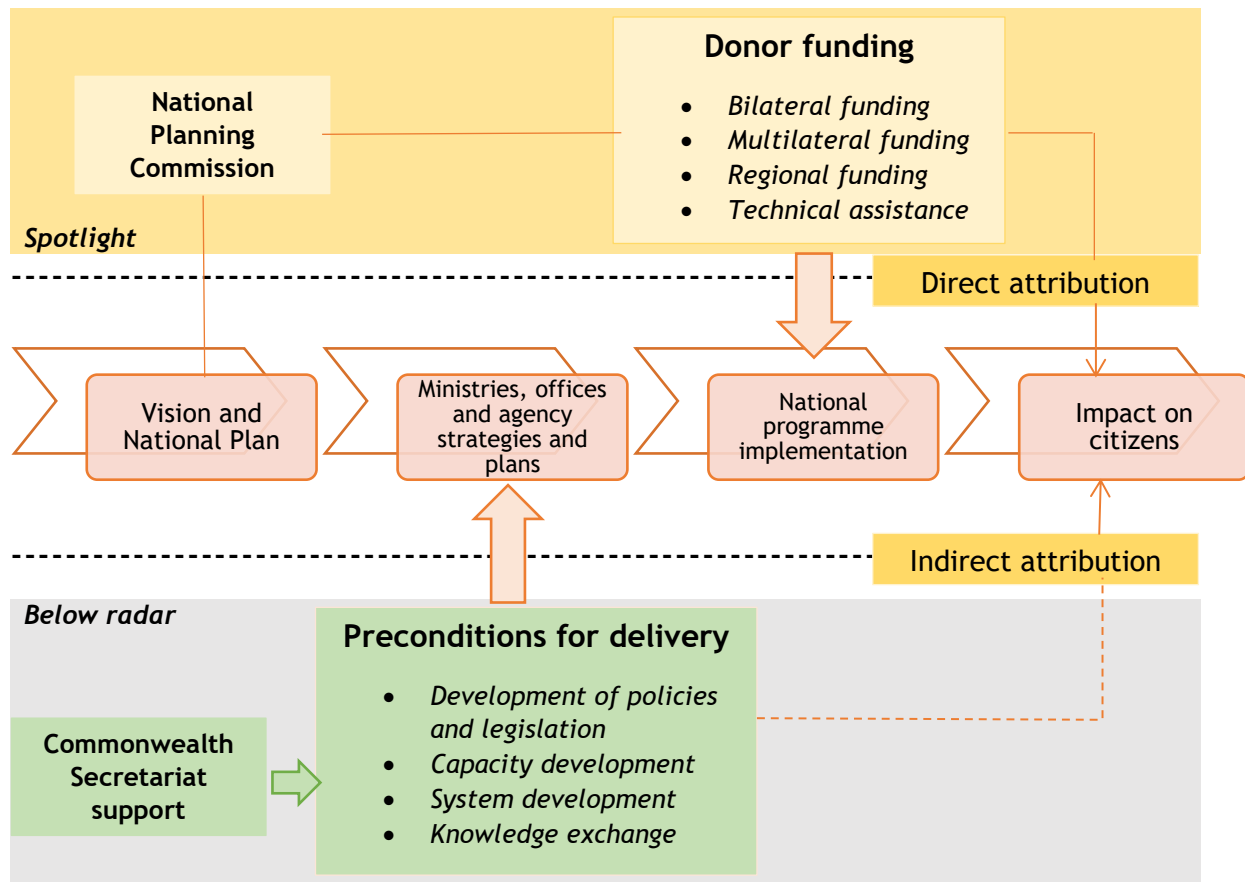 National
Planning
Commission
Donor funding
• Bilateral funding
• Multilateral funding
• Regional funding
• Technical assistance
Spotlight
Direct attribution
Vision and
National Plan
Ministries, offices
and agency
strategies and
plans
National
programme
implementation
Impact on
citizens
Indirect attribution
Below radar
Preconditions for delivery
• Development of policies
and legislation
• Capacity development
• System development
• Knowledge exchange
Commonwealth
Secretariat
support